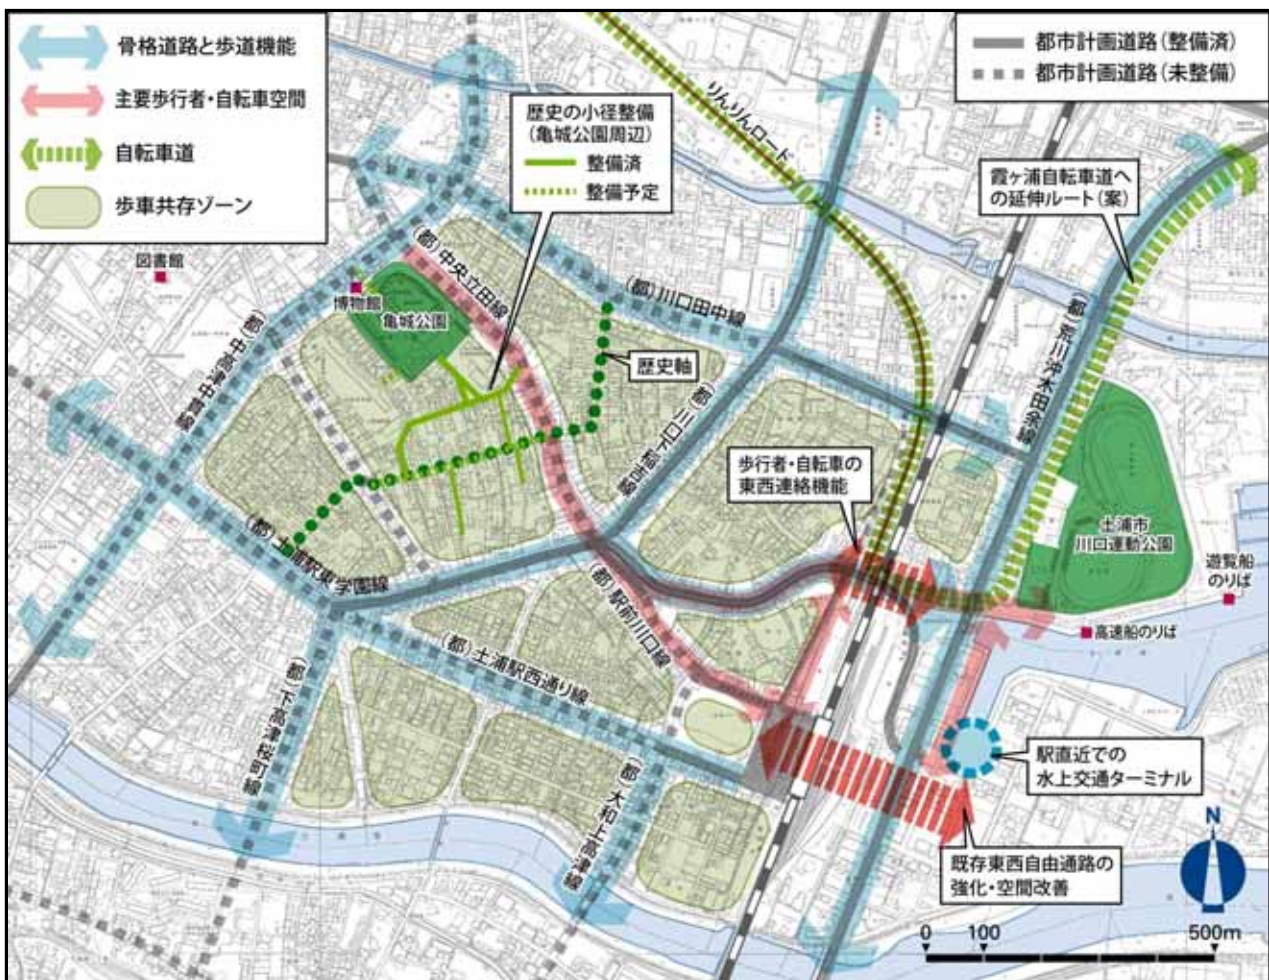 骨格道路と歩道機能
主要歩行者・自転車空間
自転車道
歩車共存ゾーン
都市計画道路(整備済)
都市計画道路(未整備)
歴史の小径整備
(亀城公園周辺)
整備済
整備予定
りんりんロード
霞ヶ浦自転車道へ
の延伸ルート(案)
図書館
博物館
亀城公園
(都)中央立田線
(都)川口田中線
(都)中高津中貫線
歴史軸
(都)川口下稲吉線
(都)荒川沖木田余線
歩行者・自転車の
東西連絡機能
土浦市
川口運動公園
遊覧船
のりば
高速船のりば
(都)土浦駅東学園線
(都)駅前川口線
(都)土浦駅西通り線
(都)下高津桜町線
(都)大和上高津線
駅直近での
水上交通ターミナル
既存東西自由通路の
強化・空間改善
N
0 100 500m